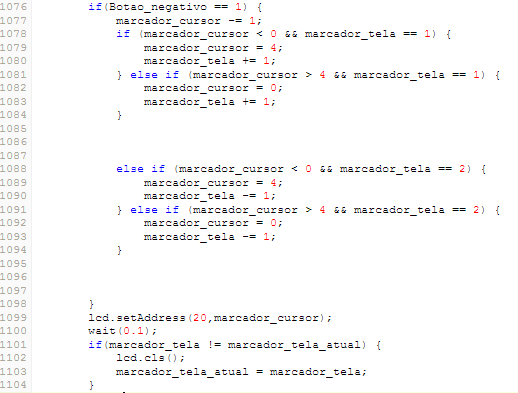 1076 if(Botao_negativo == 1) {
1077 marcador_cursor -= 1;
1078 if (marcador_cursor < 0 && marcador_tela == 1) {
1079 marcador_cursor = 4;
1080 marcador_tela += 1;
1081 } else if (marcador_cursor > 4 && marcador_tela == 1) {
1082 marcador_cursor = 0;
1083 marcador_tela += 1;
1084 }
1085
1086
1087
1088 else if (marcador_cursor < 0 && marcador_tela == 2) {
1089 marcador_cursor = 4;
1090 marcador_tela -= 1;
1091 } else if (marcador_cursor > 4 && marcador_tela == 2) {
1092 marcador_cursor = 0;
1093 marcador_tela -= 1;
1094 }
1095
1096
1097
1098 }
1099 lcd.setAddress(20,marcador_cursor);
1100 wait(0.1);
1101 if(marcador_tela != marcador_tela_atual) {
1102 lcd.cls();
1103 marcador_tela_atual = marcador_tela;
1104 }